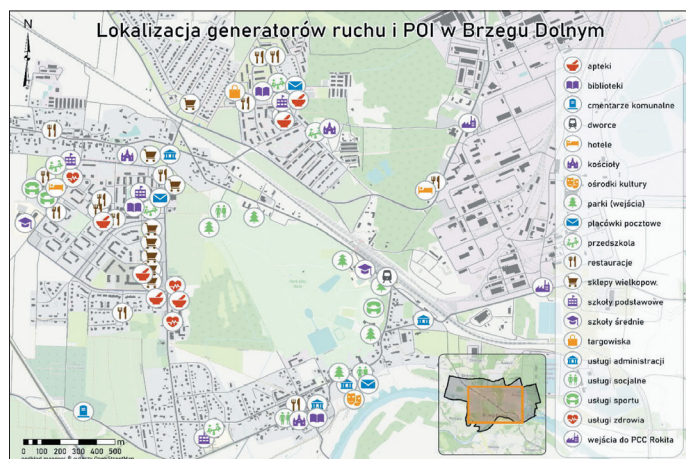 Lokalizacja generatorów ruchu i POI w Brzegu Dolnym
N
apteki
biblioteki
cmentarze komunalne
dworce
hotele
kościoły
ośrodki kultury
parki (wejścia)
placówki pocztowe
przedszkola
restauracje
sklepy wielkopow.
szkoły podsławowe
szkoły średnie
targowiska
usługi administracji
usługi socjalne
usługi sportu
usługi zdrowia
wejścia do PCC Rokita
0 100 200 300 400 500 m